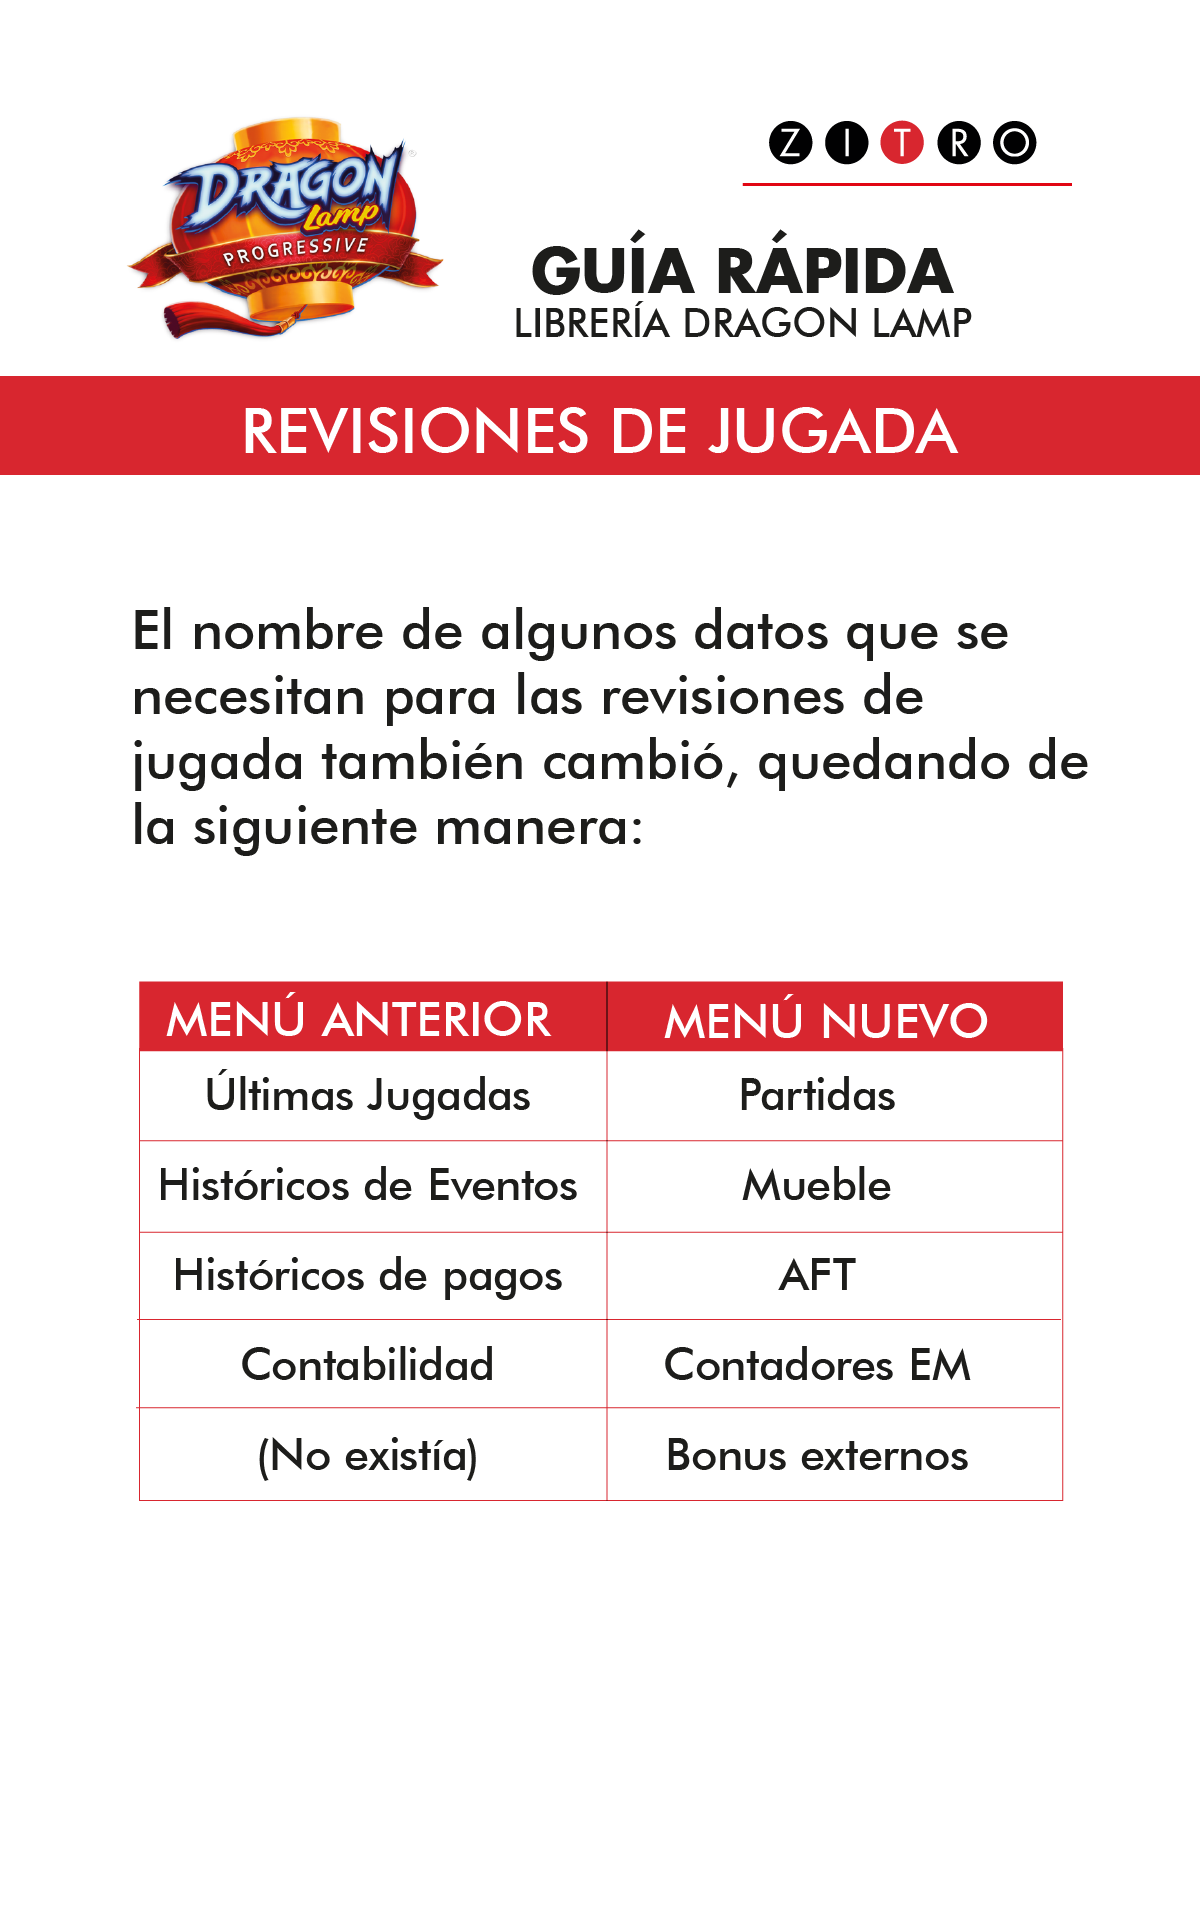 DRAGON
Lamp
PROGRESSIVE
ZITRO
GUÍA RÁPIDA
LIBRERÍA DRAGON LAMP
REVISIONES DE JUGADA
El nombre de algunos datos que se
necesitan para las revisiones de
jugada también cambió, quedando de
la siguiente manera:
MENÚ ANTERIOR MENÚ NUEVO
Últimas Jugadas Partidas
Históricos de Eventos Mueble
Históricos de pagos AFT
Contabilidad Contadores EM
(No existía) Bonus externos